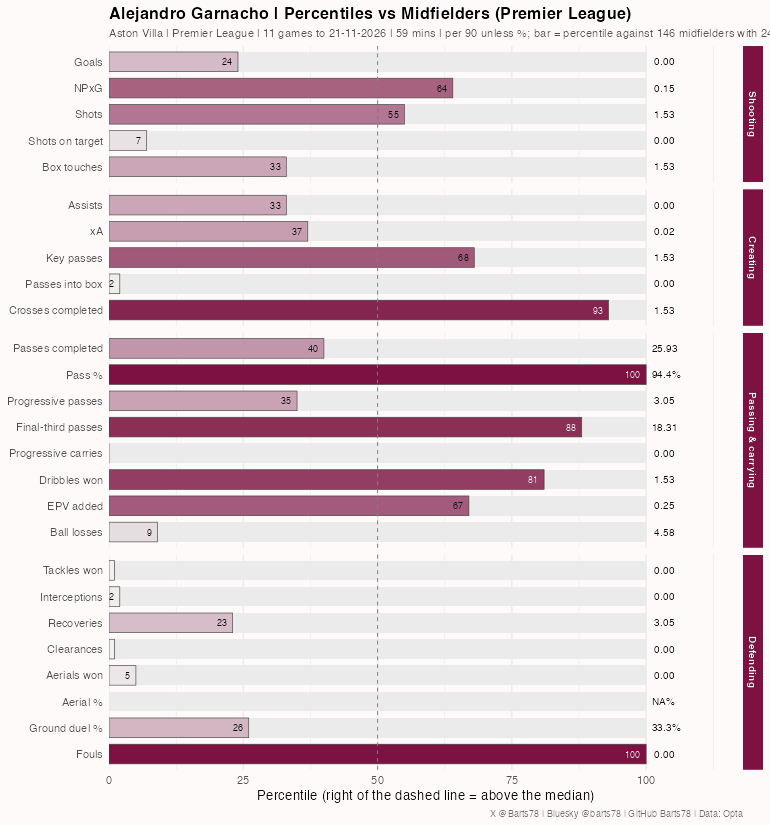 Alejandro Garnacho | Percentiles vs Midfielders (Premier League)
Aston Villa | Premier League | 11 games to 21-11-2026 | 59 mins | per 90 unless %; bar = percentile against 146 midfielders with 24
Goals 24 0.00
NPxG 64 0.15
Shots 55 1.53
Shots on target 7 0.00
Box touches 33 1.53
Shooting
Assists 33 0.00
xA 37 0.02
Key passes 68 1.53
Passes into box 2 0.00
Crosses completed 93 1.53
Creating
Passes completed 40 25.93
Pass % 100 94.4%
Progressive passes 35 3.05
Final-third passes 88 18.31
Progressive carries 0.00
Dribbles won 81 1.53
EPV added 67 0.25
Ball losses 9 4.58
Passing & carrying
Tackles won 0.00
Interceptions 2 0.00
Recoveries 23 3.05
Clearances 0.00
Aerials won 5 0.00
Aerial % NA%
Ground duel % 26 33.3%
Fouls 100 0.00
Defending
0 25 50 75 100
Percentile (right of the dashed line = above the median)
X @Barts78 | Bluesky @barts78 | GitHub Barts78 | Data: Opta